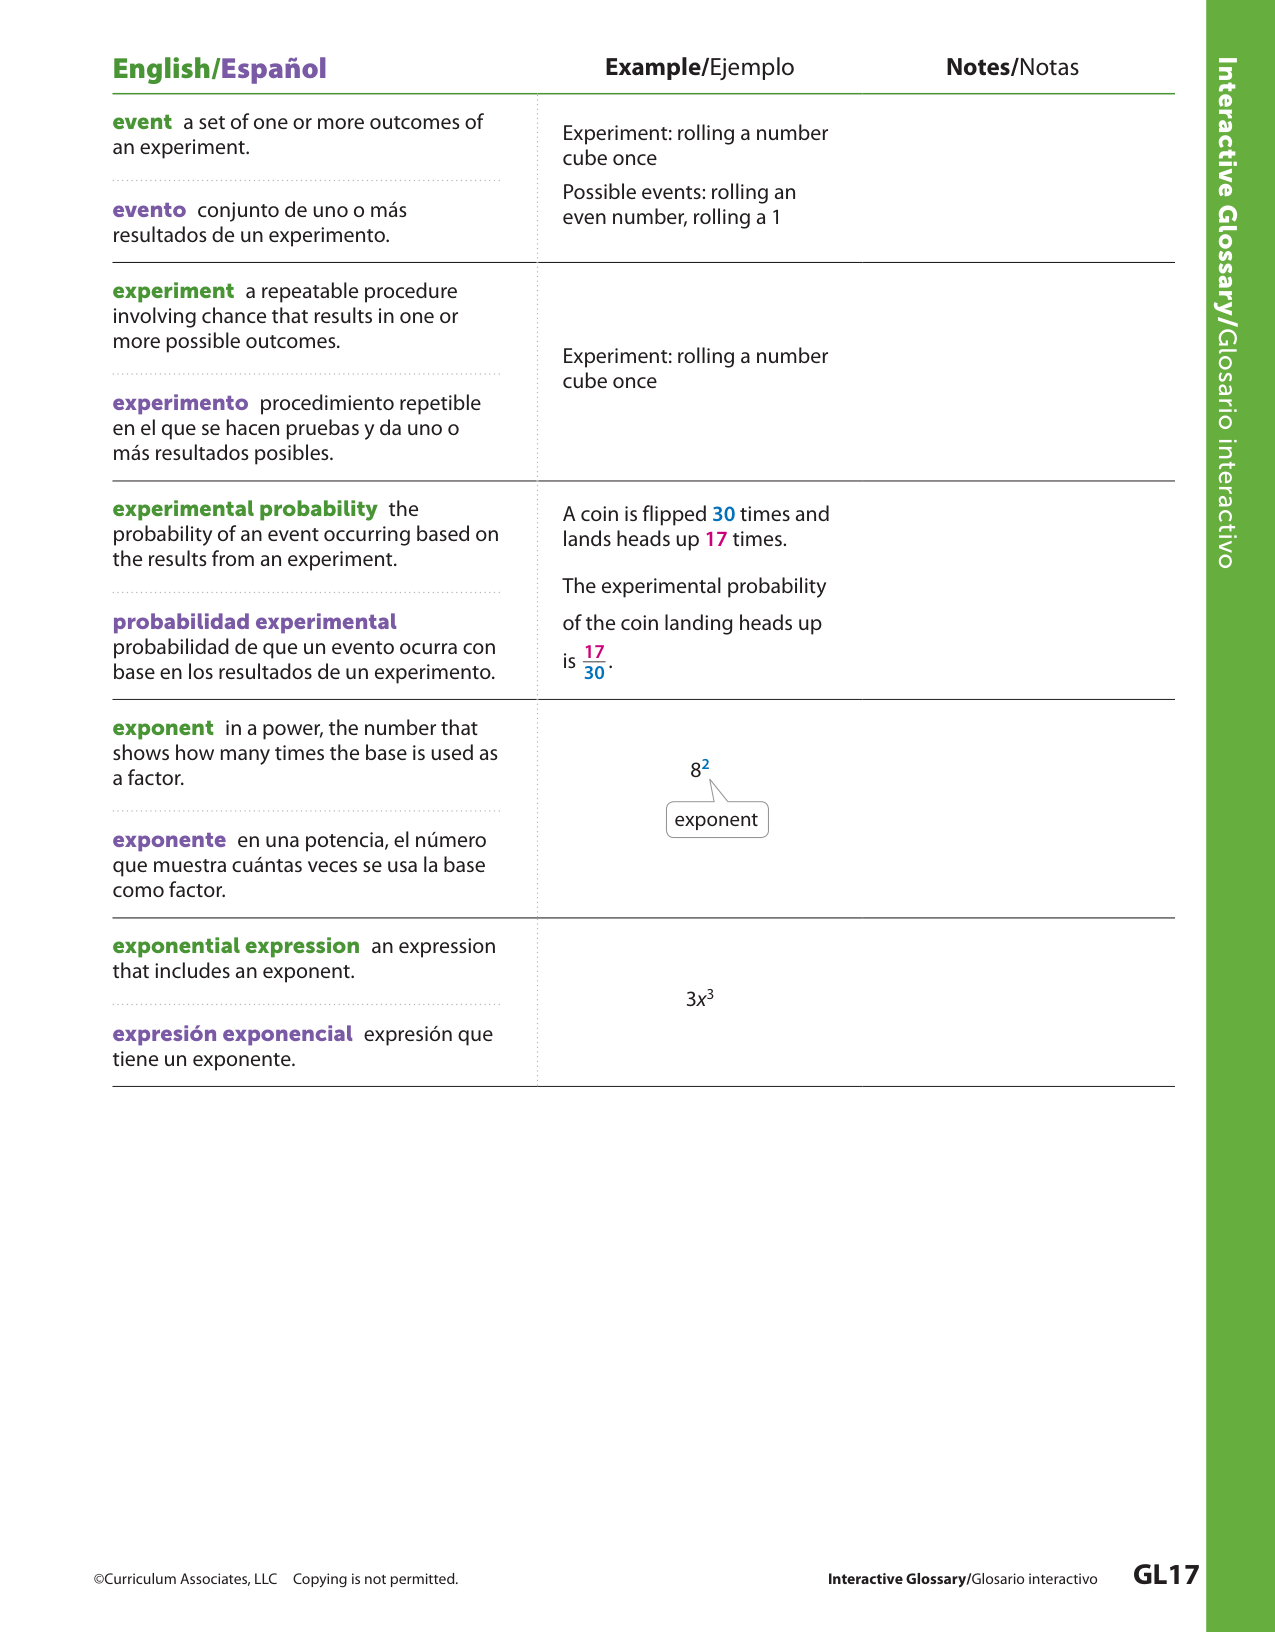 English/Español
Example/Ejemplo
Notes/Notas
event a set of one or more outcomes of
an experiment.
evento conjunto de uno o más
resultados de un experimento.
Experiment: rolling a number
cube once
Possible events: rolling an
even number, rolling a 1
experiment a repeatable procedure
involving chance that results in one or
more possible outcomes.
experimento procedimiento repetible
en el que se hacen pruebas y da uno o
más resultados posibles.
Experiment: rolling a number
cube once
experimental probability the
probability of an event occurring based on
the results from an experiment.
probabilidad experimental
probabilidad de que un evento ocurra con
base en los resultados de un experimento.
A coin is flipped 30 times and
lands heads up 17 times.
The experimental probability
of the coin landing heads up
is 17/30.
exponent in a power, the number that
shows how many times the base is used as
a factor.
exponente en una potencia, el número
que muestra cuántas veces se usa la base
como factor.
8²
exponent
exponential expression an expression
that includes an exponent.
expresión exponencial expresión que
tiene un exponente.
3x³
Interactive Glossary/Glosario interactivo
©Curriculum Associates, LLC Copying is not permitted.
Interactive Glossary/Glosario interactivo GL17